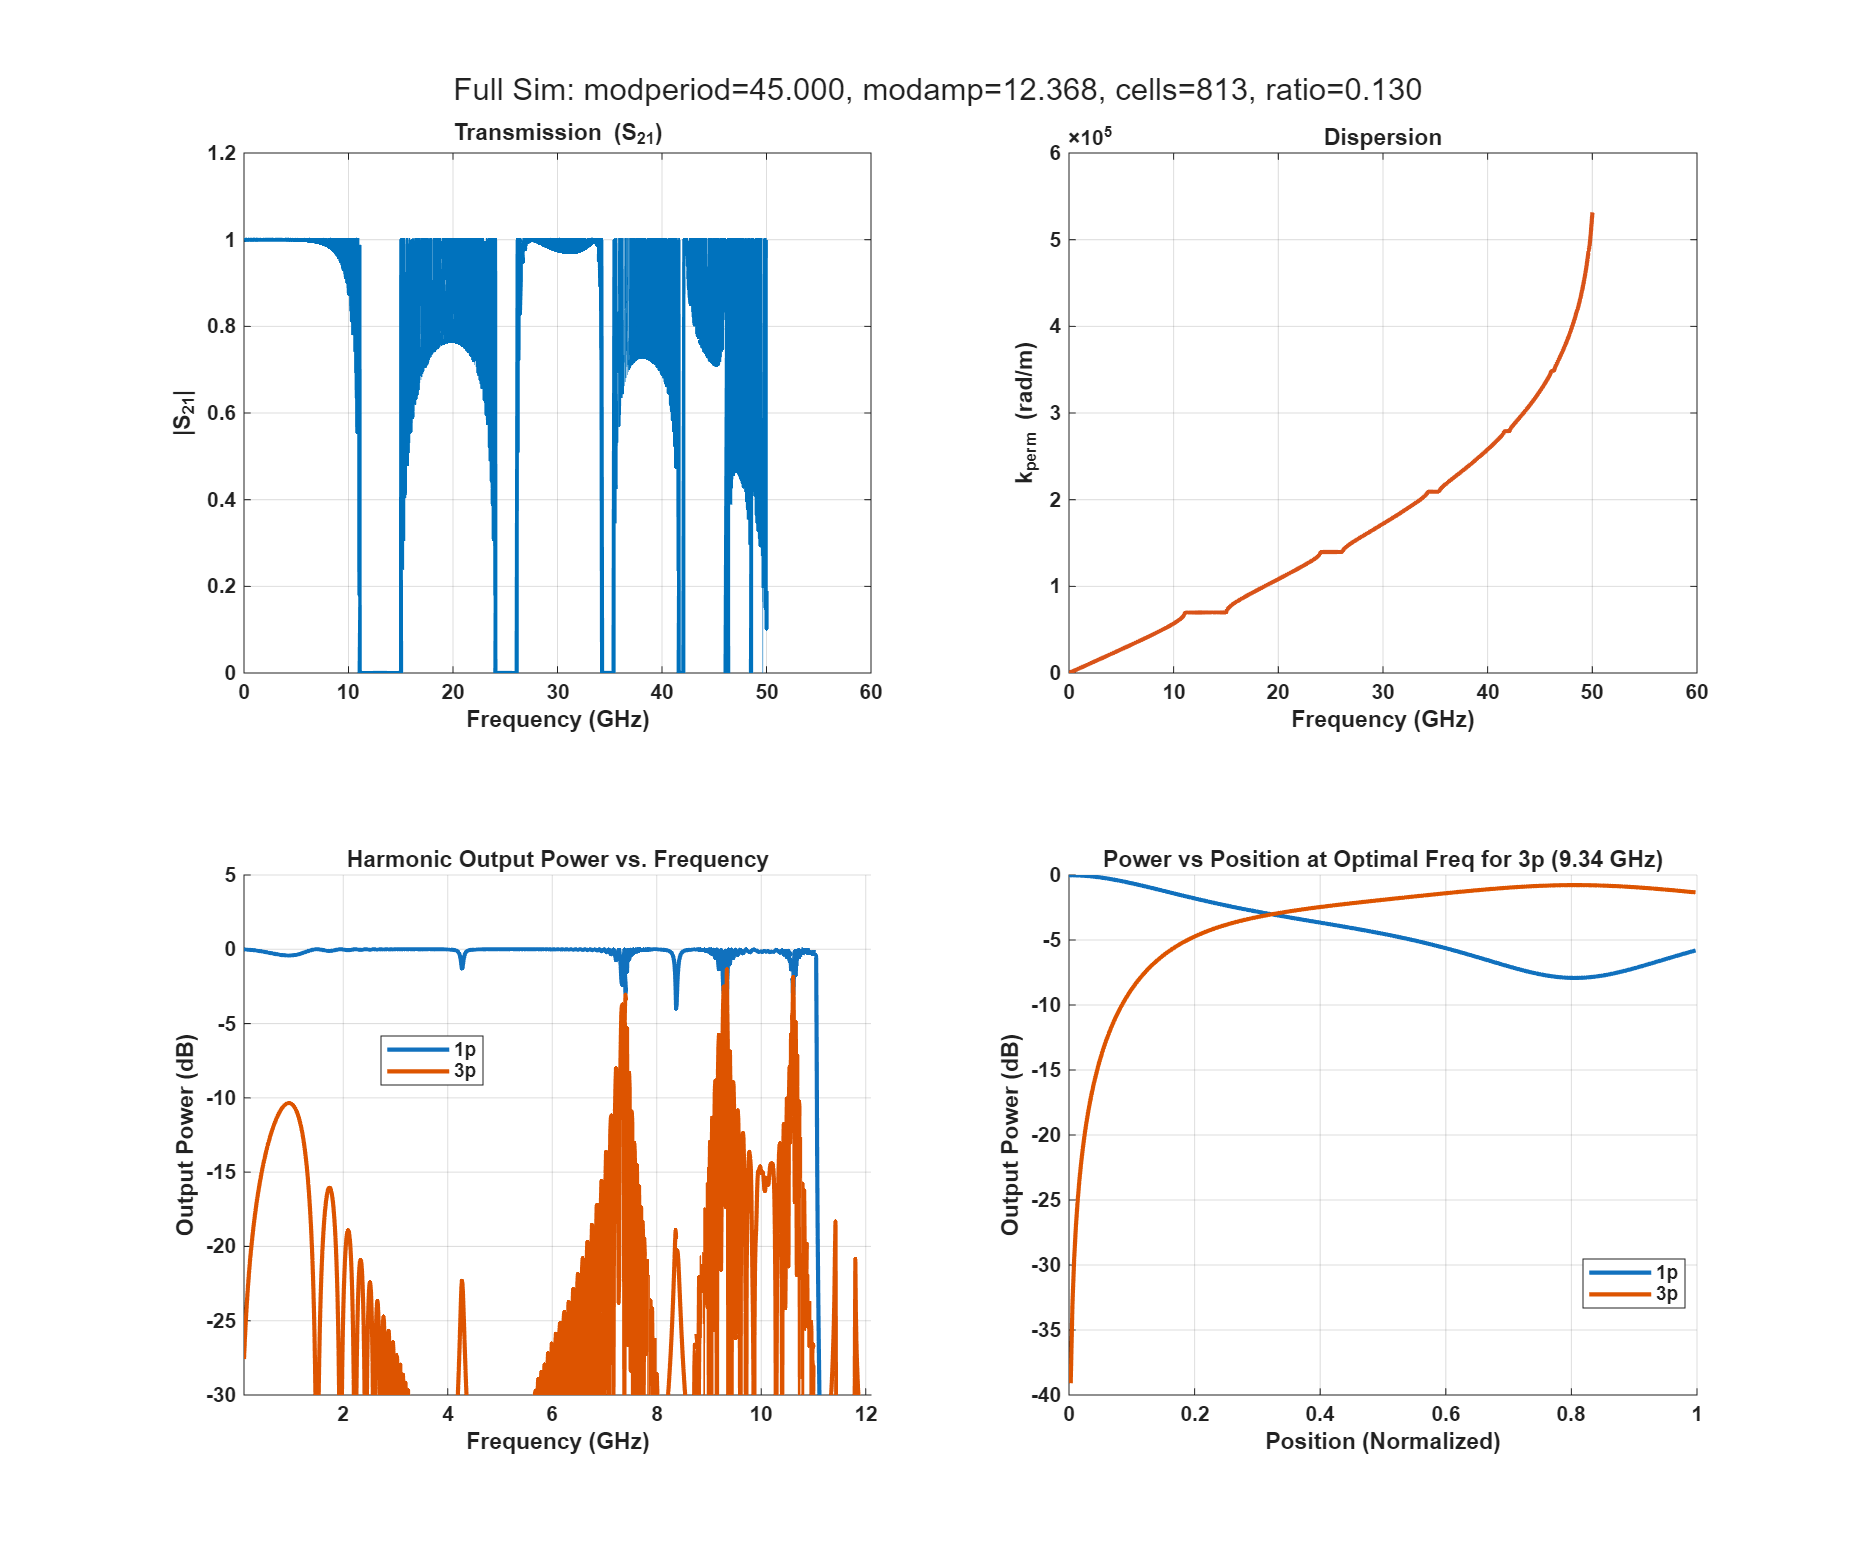 Full Sim: modperiod=45.000, modamp=12.368, cells=813, ratio=0.130
Transmission (S21)
1.2
1
0.8
0.6
0.4
0.2
0
|S21|
0 10 20 30 40 50 60
Frequency (GHz)
×10^5
Dispersion
6
5
4
3
2
1
0
kperm (rad/m)
0 10 20 30 40 50 60
Frequency (GHz)
Harmonic Output Power vs. Frequency
5
0
-5
-10
-15
-20
-25
-30
Output Power (dB)
1p
3p
2 4 6 8 10 12
Frequency (GHz)
Power vs Position at Optimal Freq for 3p (9.34 GHz)
0
-5
-10
-15
-20
-25
-30
-35
-40
Output Power (dB)
1p
3p
0 0.2 0.4 0.6 0.8 1
Position (Normalized)